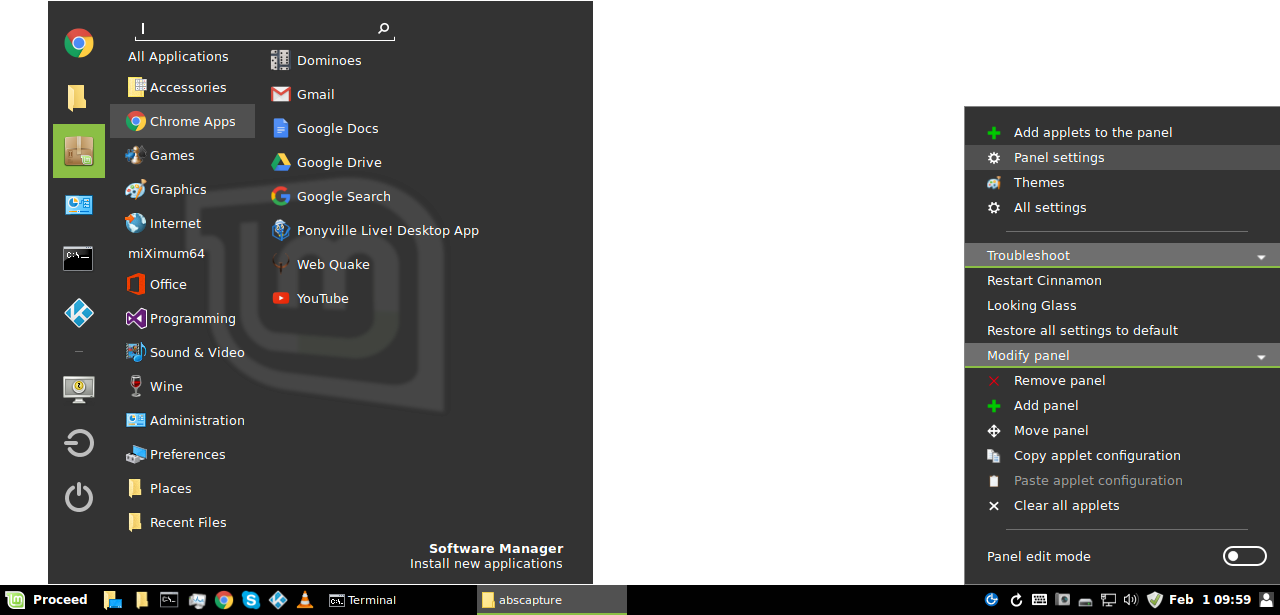 All Applications
Accessories
Chrome Apps
Games
Graphics
Internet
miXimum64
Office
Programming
Sound & Video
Wine
Administration
Preferences
Places
Recent Files
Dominoes
Gmail
Google Docs
Google Drive
Google Search
Ponyville Live! Desktop App
Web Quake
YouTube
Software Manager
Install new applications
Add applets to the panel
Panel settings
Themes
All settings
Troubleshoot
Restart Cinnamon
Looking Glass
Restore all settings to default
Modify panel
Remove panel
Add panel
Move panel
Copy applet configuration
Paste applet configuration
Clear all applets
Panel edit mode
Proceed
Terminal
abscapture
Feb 1 09:59